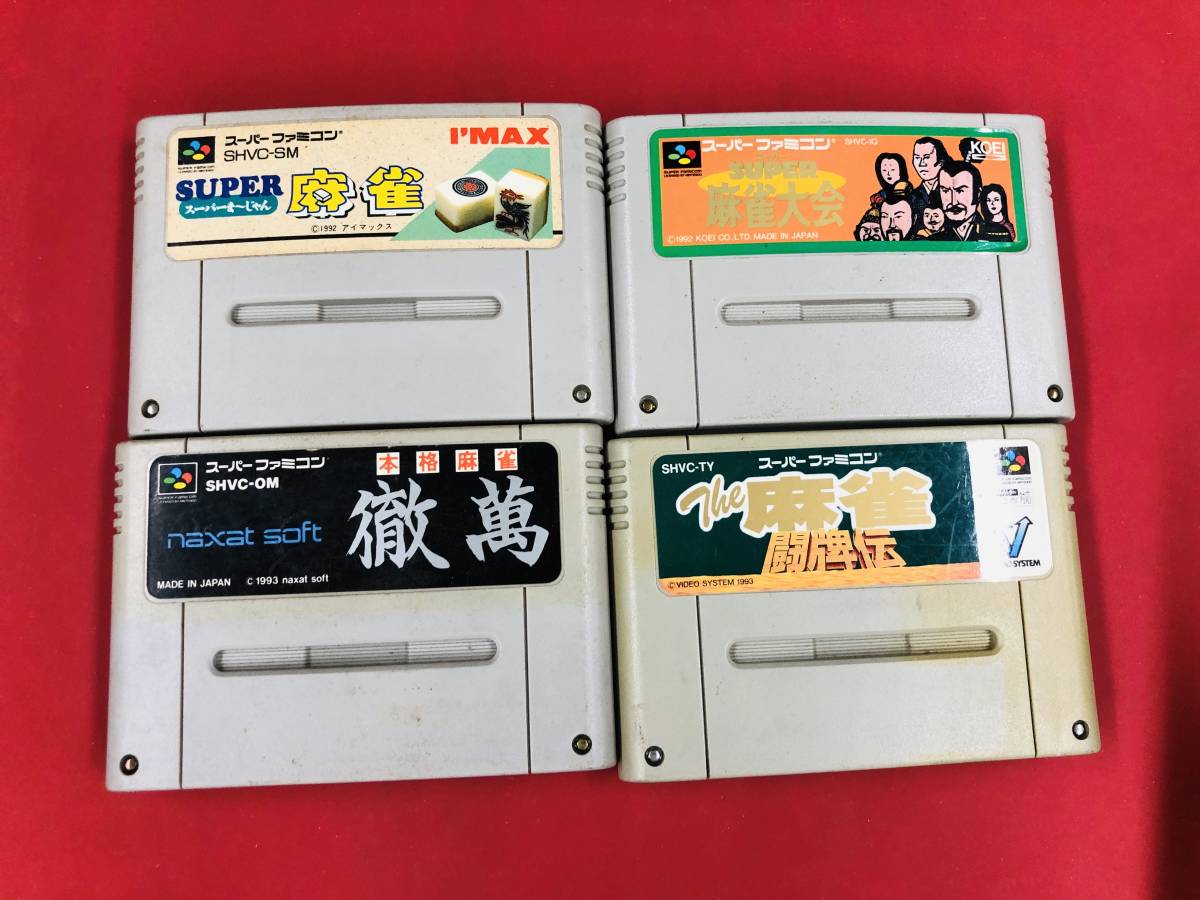 スーパーファミコン
SHVC-SM
I'MAX
SUPER
スーパーま～じゃん
麻雀
©1992 アイマックス
スーパーファミコン
SHVC-IQ
KOEI
SUPER
麻雀大会
©1992 KOEI CO., LTD. MADE IN JAPAN
スーパーファミコン
SHVC-OM
本格麻雀
naxat soft
徹萬
MADE IN JAPAN © 1993 naxat soft
SHVC-TY
スーパーファミコン
The 麻雀
闘牌伝
©VIDEO SYSTEM 1993
SYSTEM